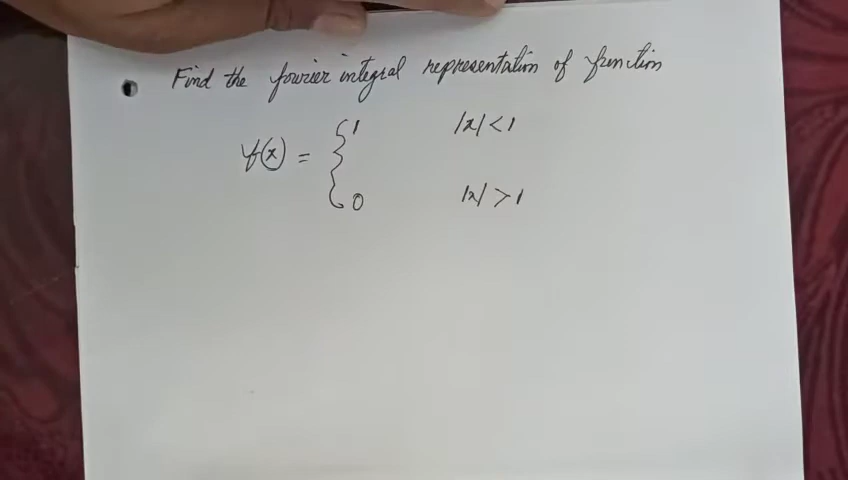 Find the fourier integral representation of function
f(x) = { 1 |x| < 1
0 |x| > 1